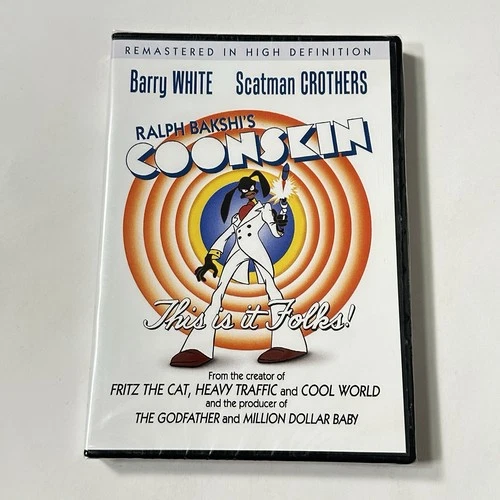 REMASTERED IN HIGH DEFINITION
Barry WHITE Scatman CROTHERS
RALPH BAKSHI'S
COONSKIN
This is it Folks!
From the creator of
FRITZ THE CAT, HEAVY TRAFFIC and COOL WORLD
and the producer of
THE GODFATHER and MILLION DOLLAR BABY